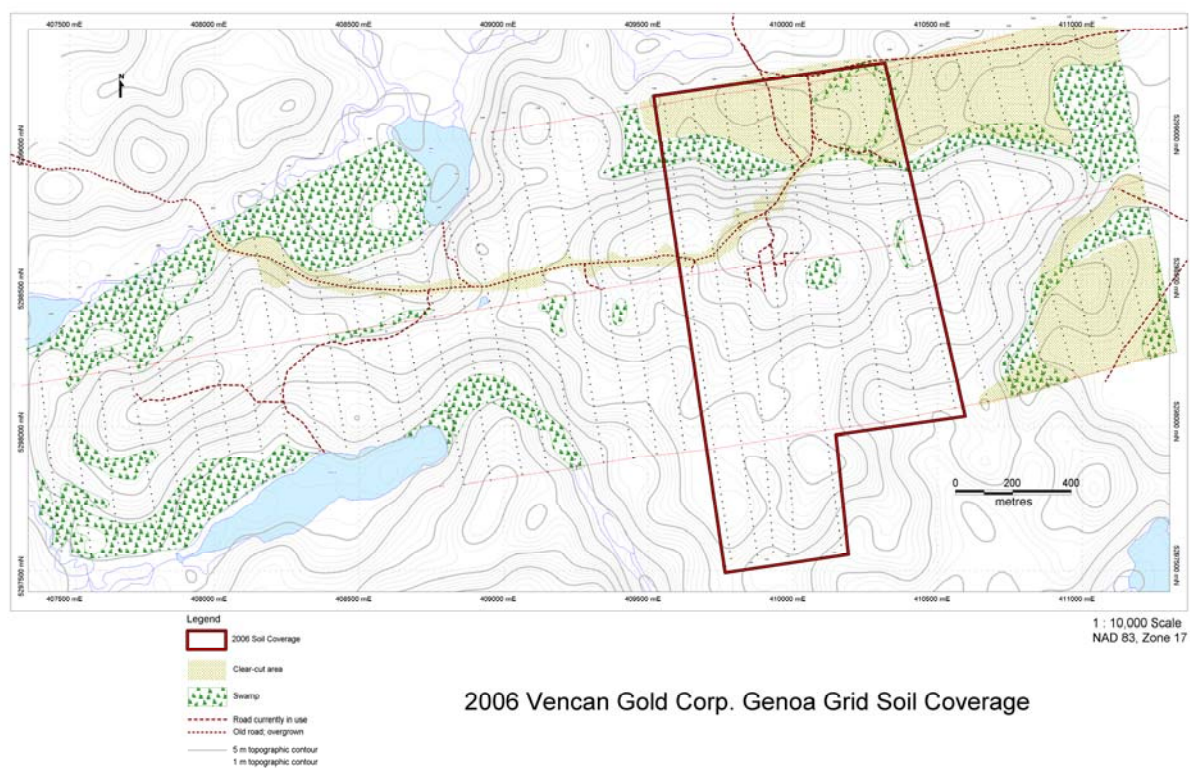 407500 mE 408000 mE 408500 mE 409000 mE 409500 mE 410000 mE 410500 mE 411000 mE
N
5299000 mN
5299000 mN
5298500 mN
5298500 mN
5298000 mN
5298000 mN
5297500 mN
5297500 mN
0 200 400
metres
407500 mE 408000 mE 408500 mE 409000 mE 409500 mE 410000 mE 410500 mE 411000 mE
1 : 10,000 Scale
NAD 83, Zone 17
Legend
2006 Soil Coverage
Clear-cut area
Swamp
Road currently in use
Old road; overgrown
5 m topographic contour
1 m topographic contour
2006 Vencan Gold Corp. Genoa Grid Soil Coverage